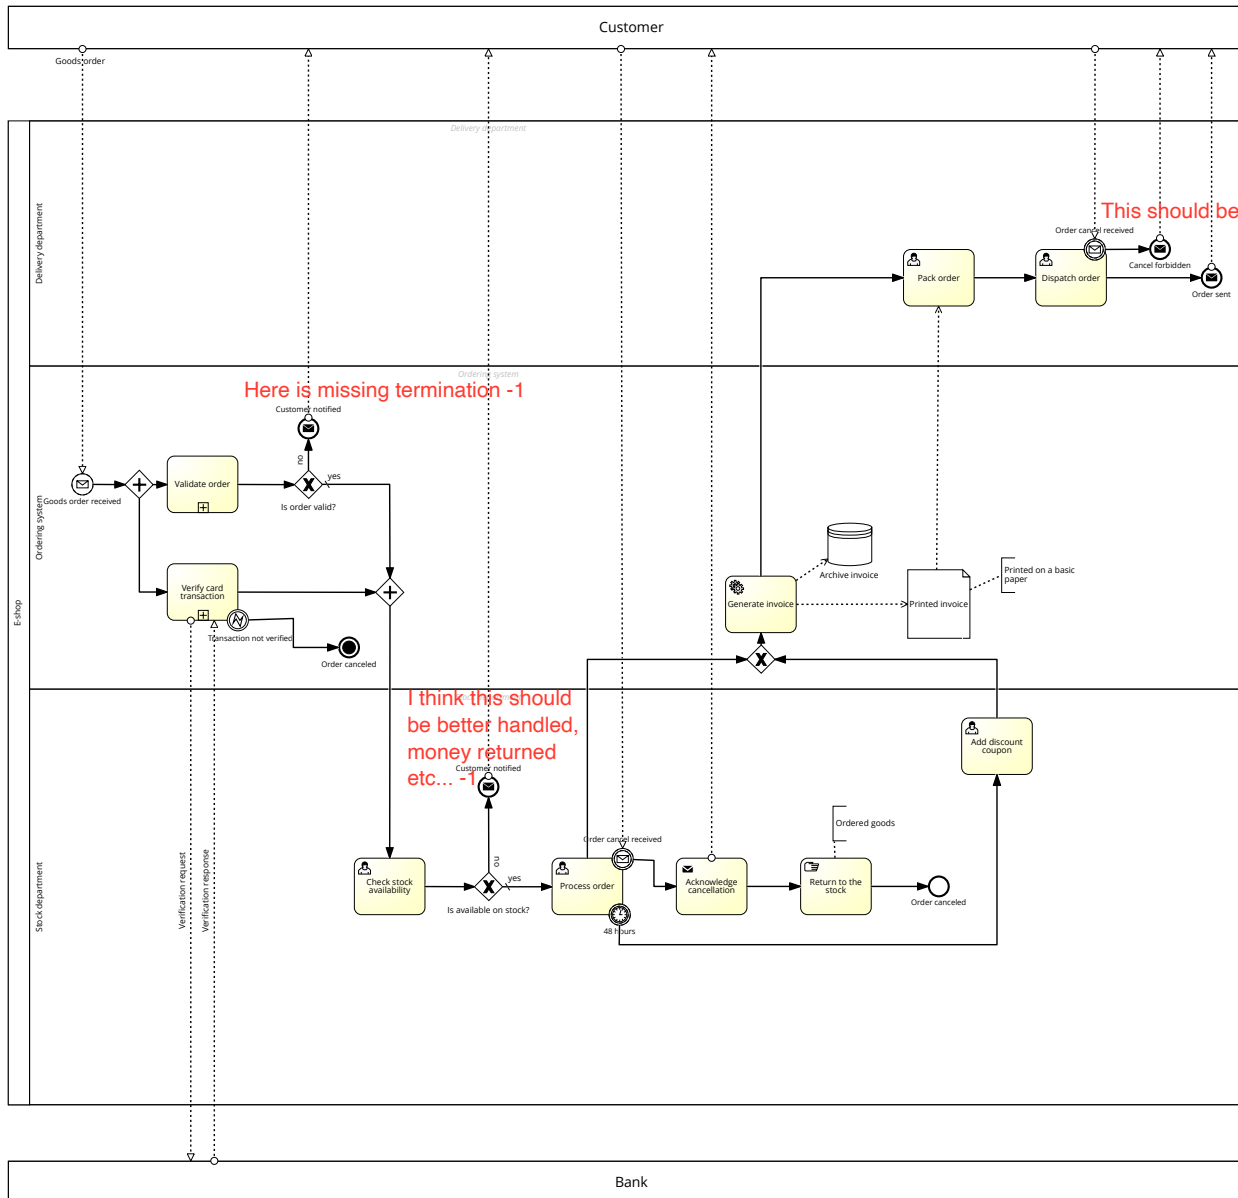 Customer
Goods order
Delivery department
Delivery department
This should be
Order cancel received
Pack order
Dispatch order
Cancel forbidden
Order sent
Ordering system
Here is missing termination -1
Customer notified
no
yes
Validate order
Goods order received
Is order valid?
Ordering system
Archive invoice
Printed on a basic
paper
Verify card
transaction
Generate invoice
Printed invoice
E-shop
Transaction not verified
Order canceled
I think this should
be better handled,
money returned
etc... -1
Customer notified
Add discount
coupon
Ordered goods
Order cancel received
no
yes
Check stock
availability
Is available on stock?
Process order
Acknowledge
cancellation
Return to the
stock
Order canceled
48 hours
Stock department
Verification request
Verification response
Bank